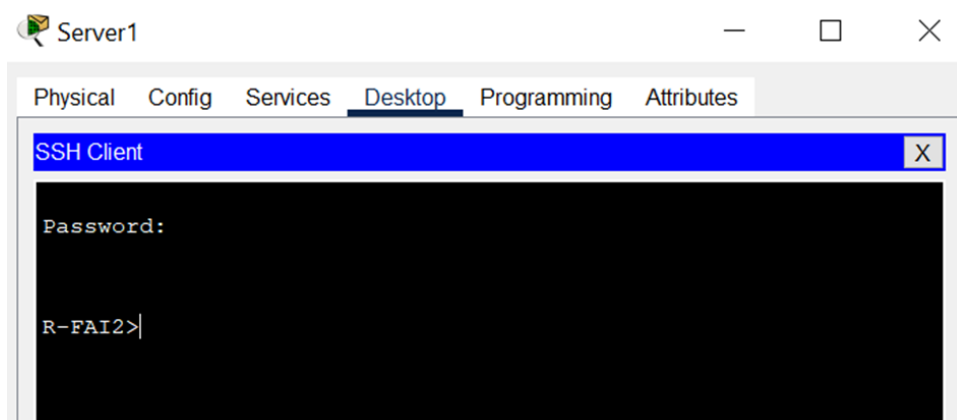 Server1
Physical Config Services Desktop Programming Attributes
SSH Client X
Password:
R-FAI2>